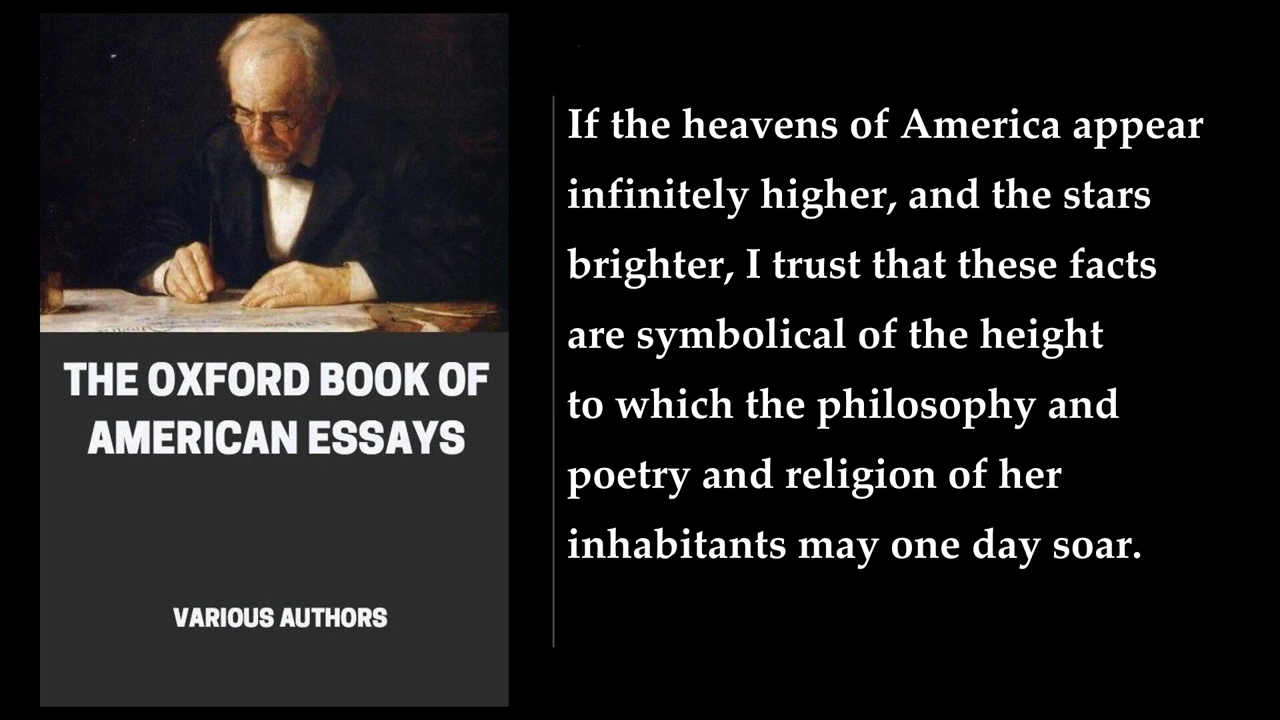 THE OXFORD BOOK OF
AMERICAN ESSAYS
VARIOUS AUTHORS
If the heavens of America appear
infinitely higher, and the stars
brighter, I trust that these facts
are symbolical of the height
to which the philosophy and
poetry and religion of her
inhabitants may one day soar.